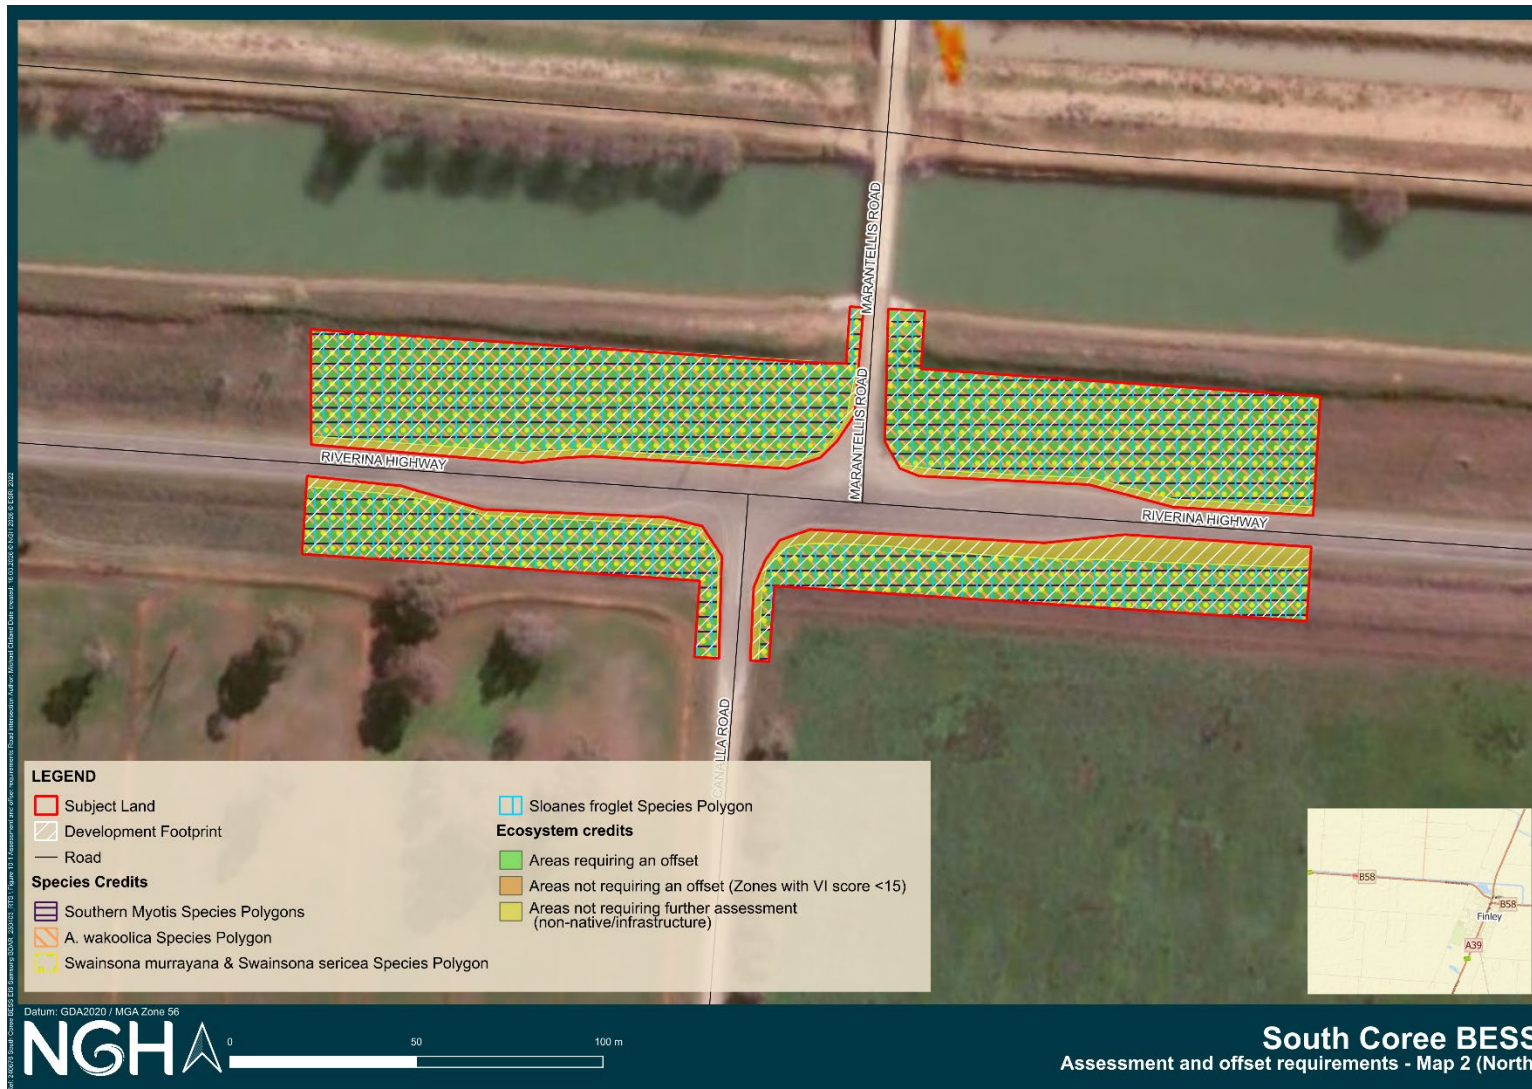 MARANTELLIS ROAD
MARANTELLIS ROAD
RIVERINA HIGHWAY
RIVERINA HIGHWAY
CANALLA ROAD
LEGEND
Subject Land
Development Footprint
Road
Species Credits
Southern Myotis Species Polygons
A. wakoolica Species Polygon
Swainsona murrayana & Swainsona sericea Species Polygon
Sloanes froglet Species Polygon
Ecosystem credits
Areas requiring an offset
Areas not requiring an offset (Zones with VI score <15)
Areas not requiring further assessment
(non-native/infrastructure)
B58
B58
Finley
A39
Datum: GDA2020 / MGA Zone 56
NGH
0 50 100 m
South Coree BESS
Assessment and offset requirements - Map 2 (North